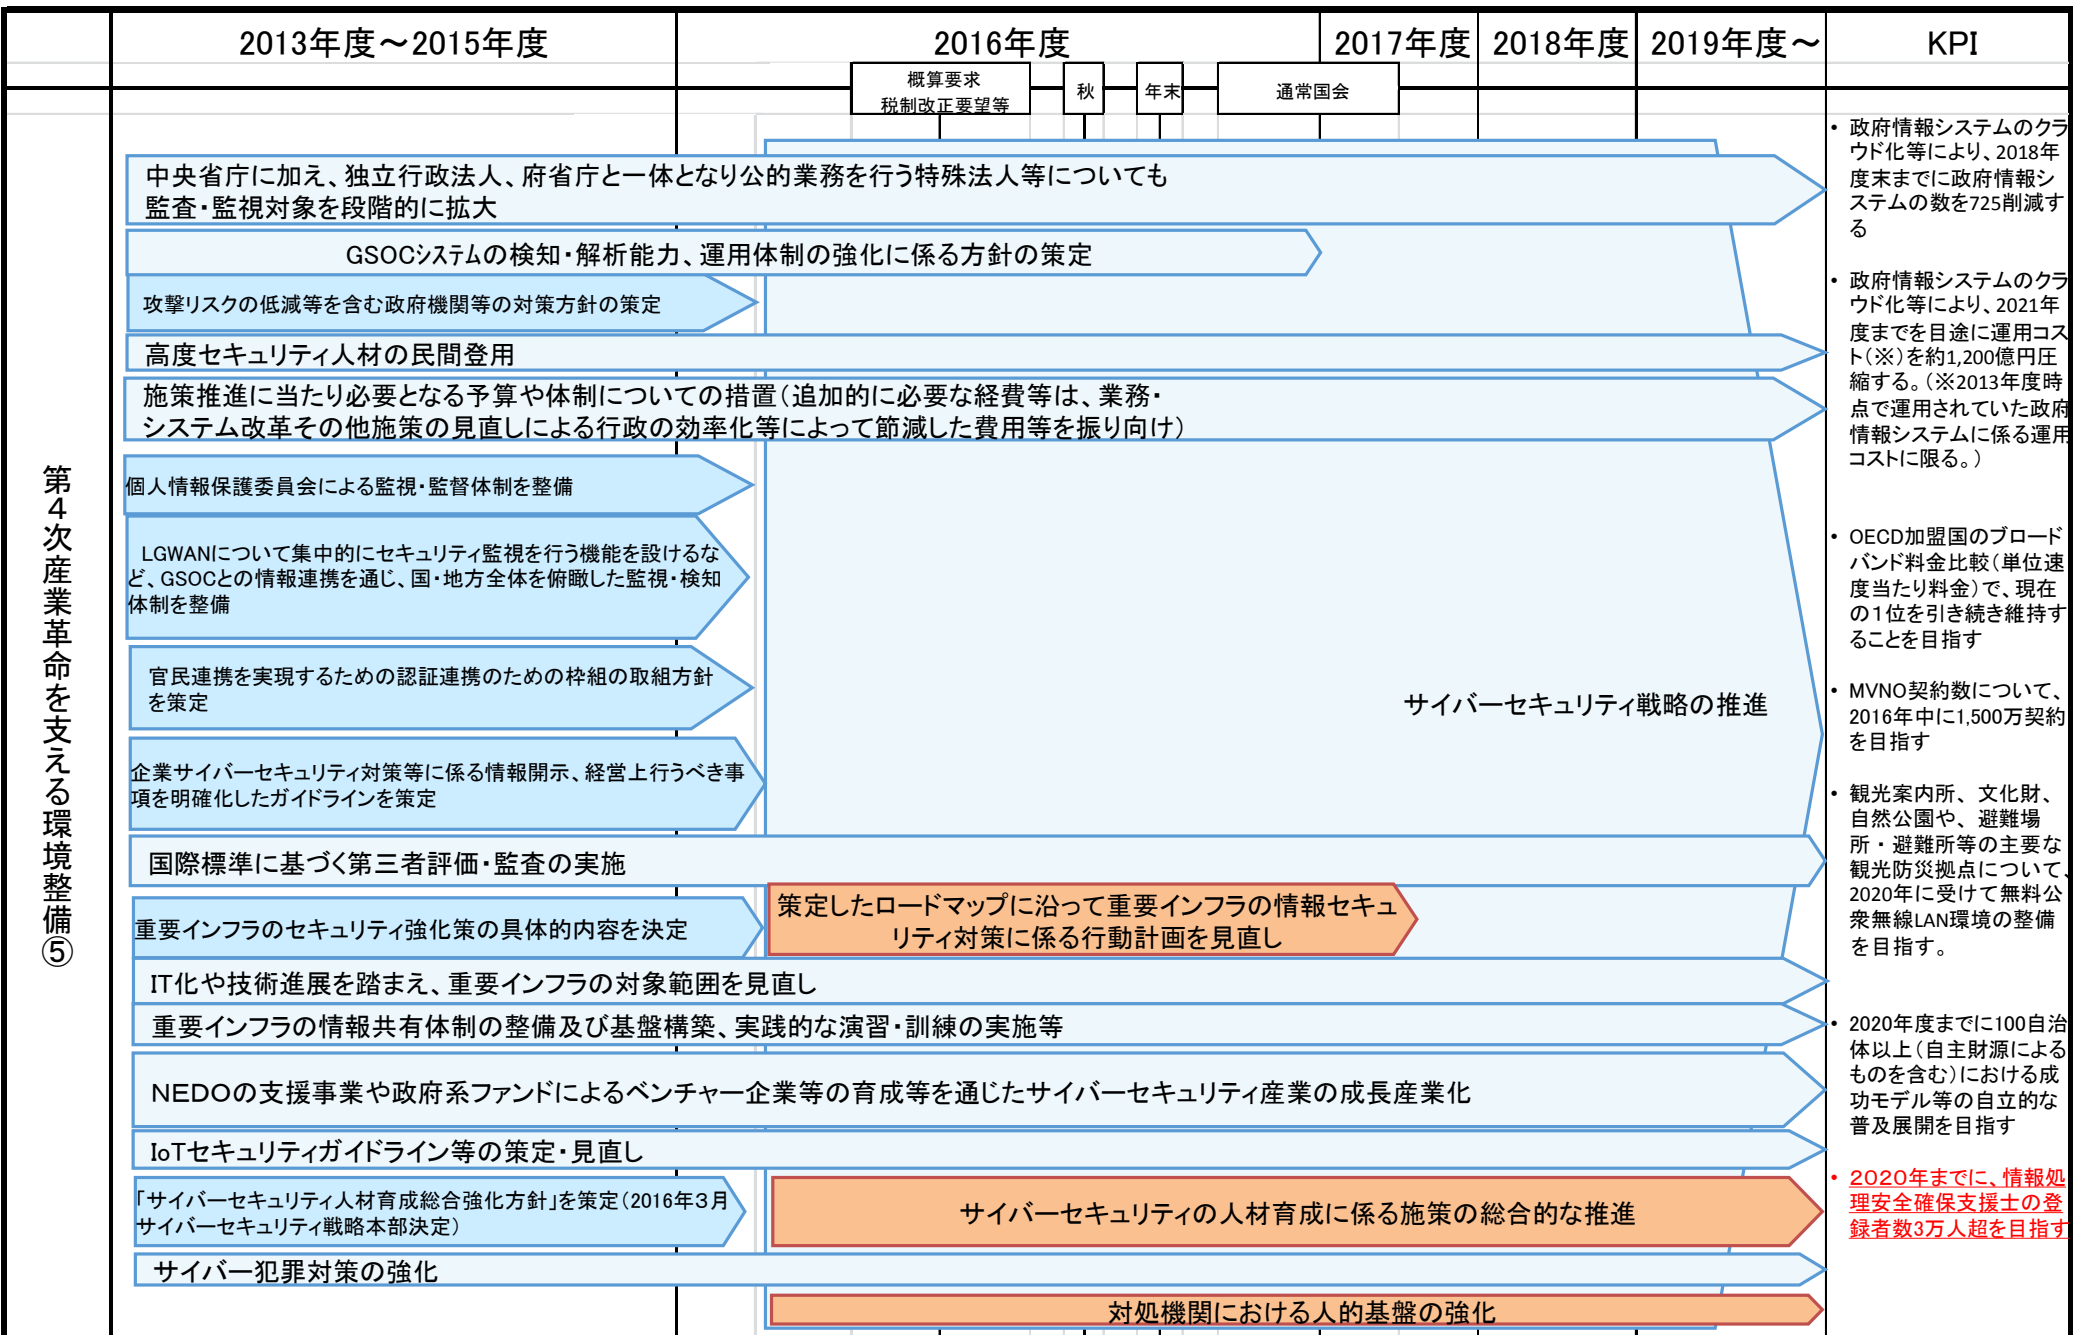 2013年度～2015年度
2016年度
2017年度
2018年度
2019年度～
KPI
概算要求
税制改正要望等
秋
年末
通常国会
第4次産業革命を支える環境整備⑤
中央省庁に加え、独立行政法人、府省庁と一体となり公的業務を行う特殊法人等についても
監査・監視対象を段階的に拡大
GSOCシステムの検知・解析能力、運用体制の強化に係る方針の策定
攻撃リスクの低減等を含む政府機関等の対策方針の策定
高度セキュリティ人材の民間登用
施策推進に当たり必要となる予算や体制についての措置（追加的に必要な経費等は、業務・
システム改革その他施策の見直しによる行政の効率化等によって節減した費用等を振り向け）
個人情報保護委員会による監視・監督体制を整備
LGWANについて集中的にセキュリティ監視を行う機能を設けるな
ど、GSOCとの情報連携を通じ、国・地方全体を俯瞰した監視・検知
体制を整備
官民連携を実現するための認証連携のための枠組の取組方針
を策定
サイバーセキュリティ戦略の推進
企業サイバーセキュリティ対策等に係る情報開示、経営上行うべき事
項を明確化したガイドラインを策定
国際標準に基づく第三者評価・監査の実施
重要インフラのセキュリティ強化策の具体的内容を決定
策定したロードマップに沿って重要インフラの情報セキュ
リティ対策に係る行動計画を見直し
IT化や技術進展を踏まえ、重要インフラの対象範囲を見直し
重要インフラの情報共有体制の整備及び基盤構築、実践的な演習・訓練の実施等
NEDOの支援事業や政府系ファンドによるベンチャー企業等の育成等を通じたサイバーセキュリティ産業の成長産業化
IoTセキュリティガイドライン等の策定・見直し
「サイバーセキュリティ人材育成総合強化方針」を策定（2016年３月
サイバーセキュリティ戦略本部決定）
サイバーセキュリティの人材育成に係る施策の総合的な推進
サイバー犯罪対策の強化
対処機関における人的基盤の強化
• 政府情報システムのクラ
ウド化等により、2018年
度末までに政府情報シ
ステムの数を725削減す
る
• 政府情報システムのクラ
ウド化等により、2021年
度までを目途に運用コス
ト（※）を約1,200億円圧
縮する。（※2013年度時
点で運用されていた政府
情報システムに係る運用
コストに限る。）
• OECD加盟国のブロード
バンド料金比較（単位速
度当たり料金）で、現在
の１位を引き続き維持す
ることを目指す
• MVNO契約数について、
2016年中に1,500万契約
を目指す
• 観光案内所、文化財、
自然公園や、避難場
所・避難所等の主要な
観光防災拠点について、
2020年に受けて無料公
衆無線LAN環境の整備
を目指す。
• 2020年度までに100自治
体以上（自主財源による
ものを含む）における成
功モデル等の自立的な
普及展開を目指す
• ２０２０年までに、情報処
理安全確保支援士の登
録者数3万人超を目指す